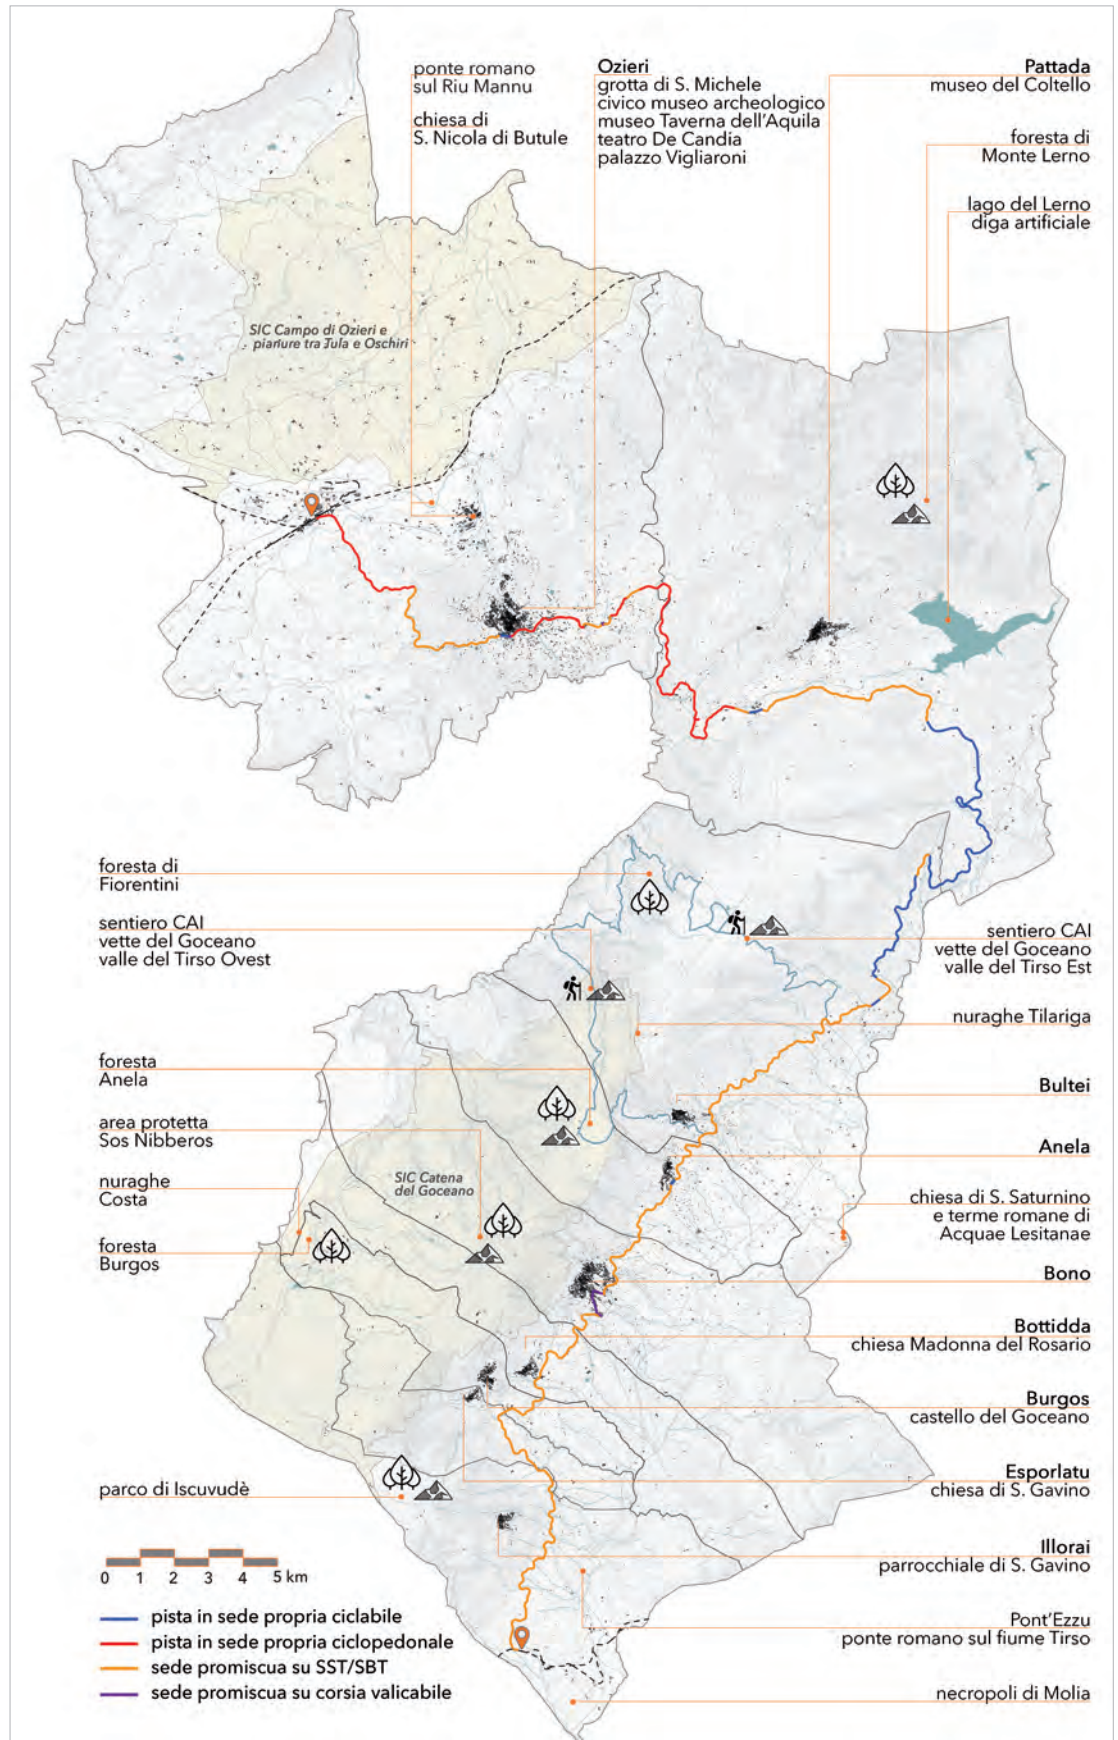 ponte romano
sul Riu Mannu
chiesa di
S. Nicola di Butule
Ozieri
grotta di S. Michele
civico museo archeologico
museo Taverna dell'Aquila
teatro De Candia
palazzo Vigliaroni
Pattada
museo del Coltello
foresta di
Monte Lerno
lago del Lerno
diga artificiale
SIC Campo di Ozieri e
pianure tra Tula e Oschiri
foresta di
Fiorentini
sentiero CAI
vette del Goceano
valle del Tirso Ovest
foresta
Anela
area protetta
Sos Nibberos
nuraghe
Costa
foresta
Burgos
SIC Catena
del Goceano
parco di Iscuvudè
sentiero CAI
vette del Goceano
valle del Tirso Est
nuraghe Tilariga
Bultei
Anela
chiesa di S. Saturnino
e terme romane di
Acquae Lesitanae
Bono
Bottidda
chiesa Madonna del Rosario
Burgos
castello del Goceano
Esporlatu
chiesa di S. Gavino
Illorai
parrocchiale di S. Gavino
Pont'Ezzu
ponte romano sul fiume Tirso
necropoli di Molia
0 1 2 3 4 5 km
pista in sede propria ciclabile
pista in sede propria ciclopedonale
sede promiscua su SST/SBT
sede promiscua su corsia valicabile